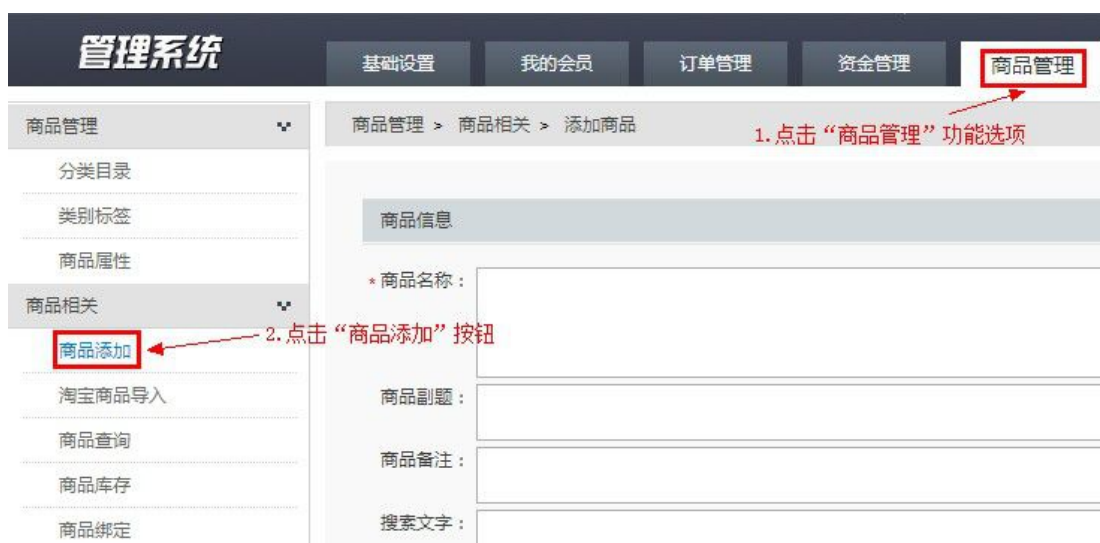 管理系统
基础设置 我的会员 订单管理 资金管理 商品管理
商品管理
商品管理 > 商品相关 > 添加商品
1.点击“商品管理”功能选项
分类目录
类别标签
商品信息
商品属性
*商品名称：
商品相关
2.点击“商品添加”按钮
商品添加
淘宝商品导入
商品副题：
商品查询
商品备注：
商品库存
搜索文字：
商品绑定